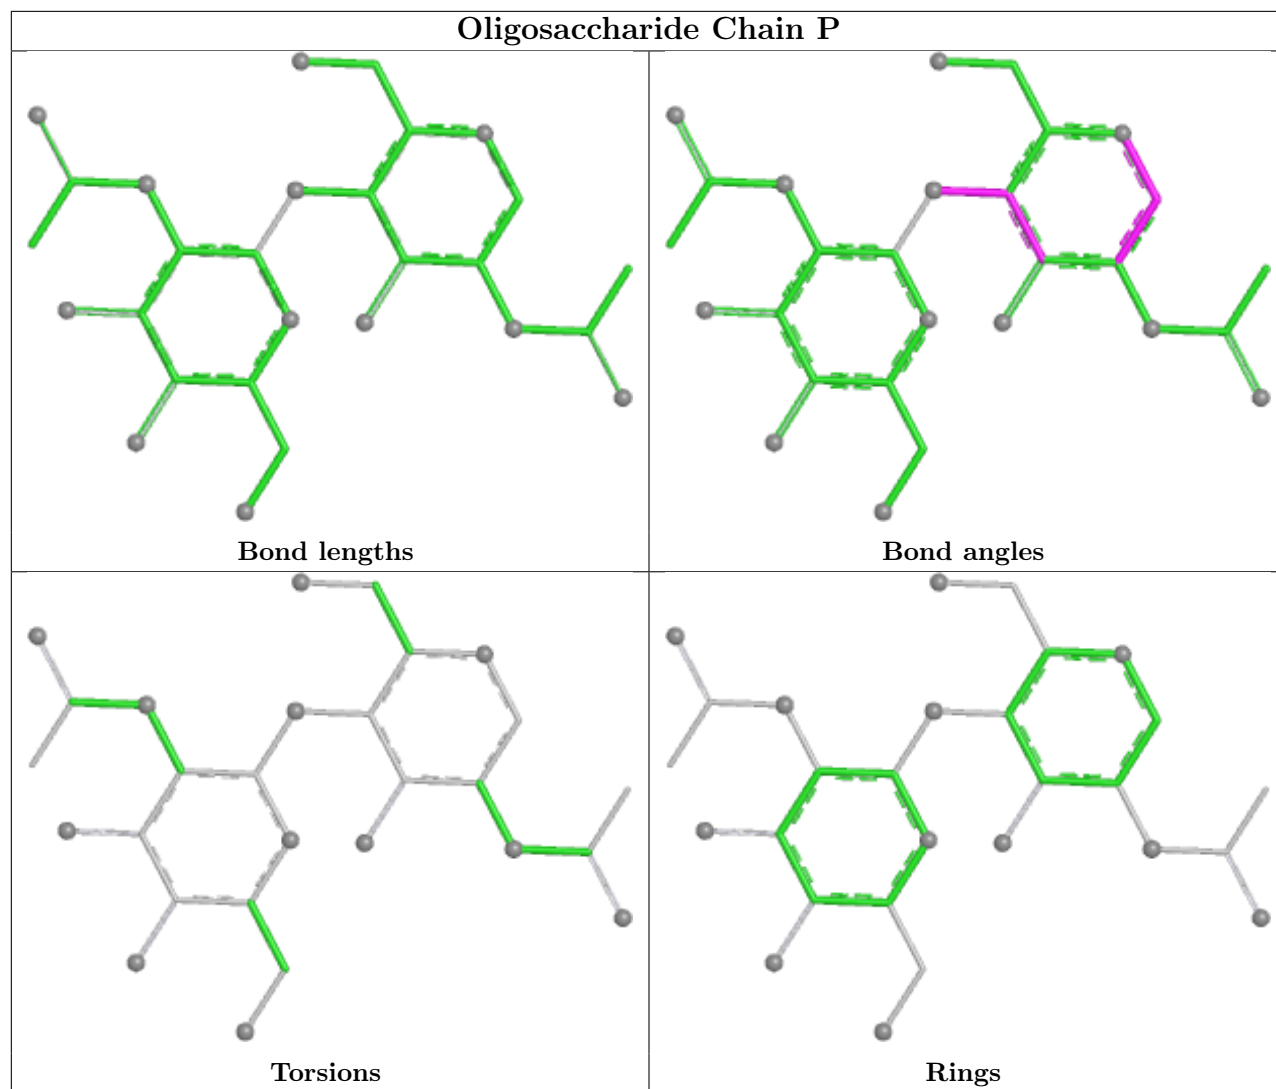 Oligosaccharide Chain P
Bond lengths
Bond angles
Torsions
Rings